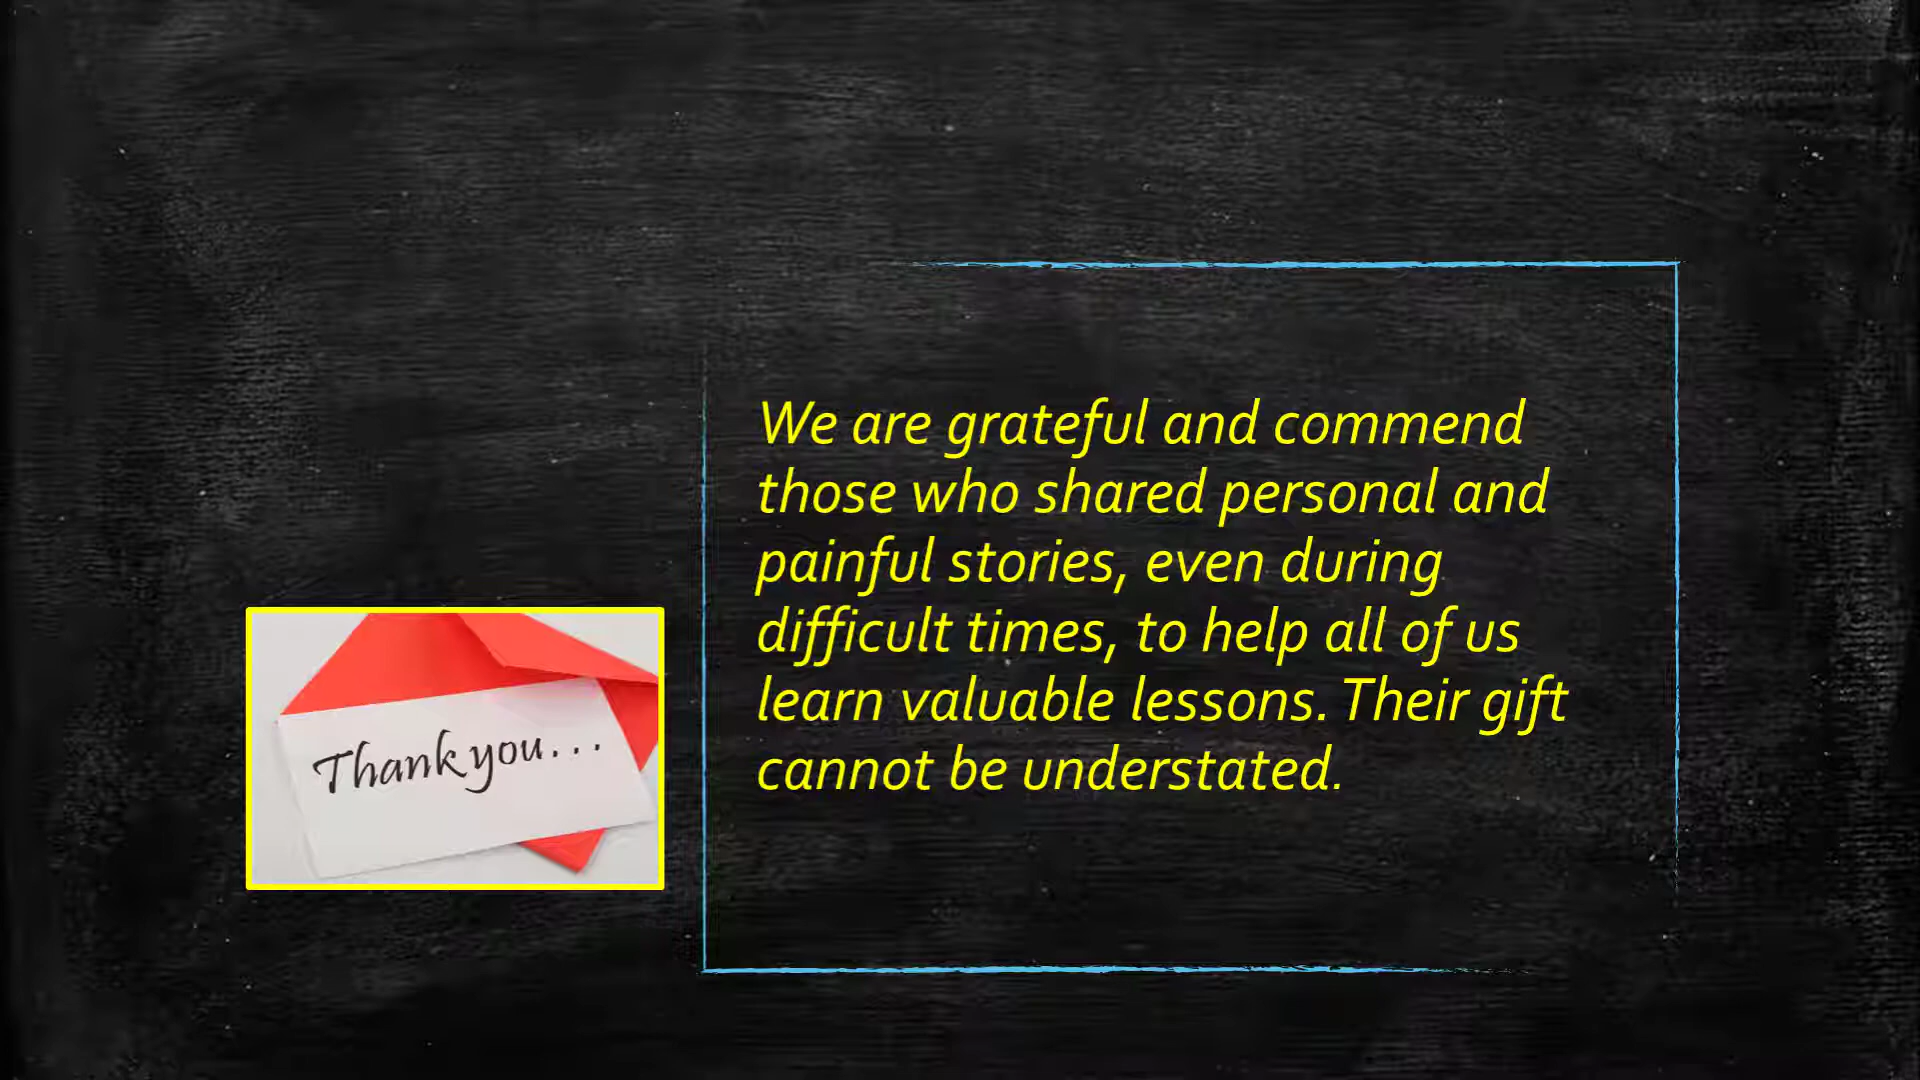 We are grateful and commend
those who shared personal and
painful stories, even during
difficult times, to help all of us
learn valuable lessons. Their gift
cannot be understated.
Thank you...